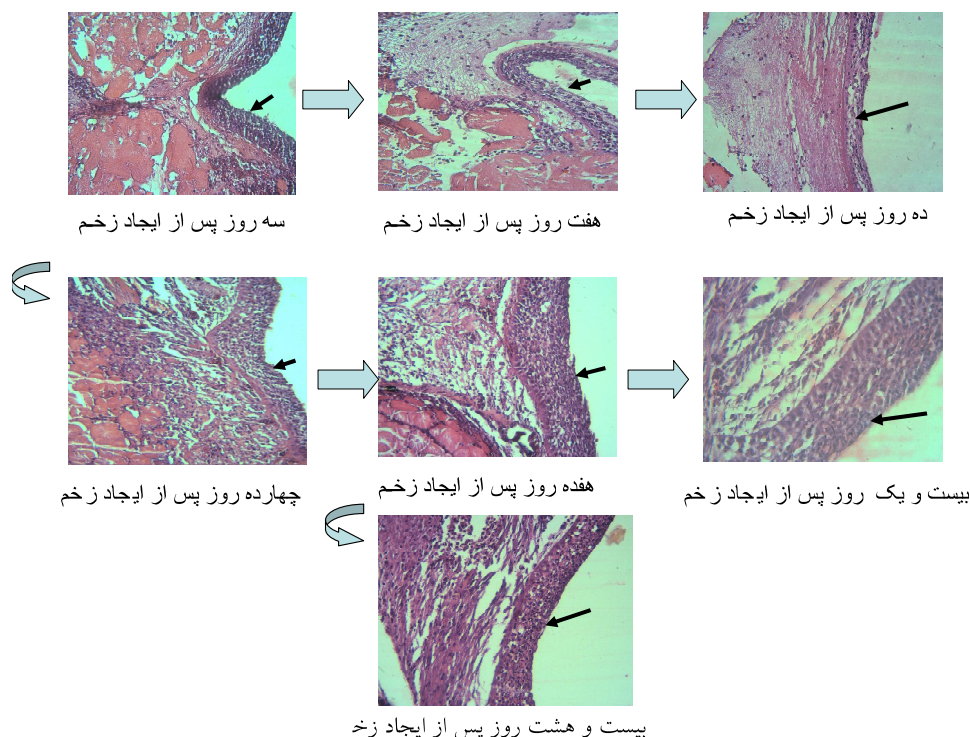 سه روز پس از ایجاد زخم
هفت روز پس از ایجاد زخم
ده روز پس از ایجاد زخم
چهارده روز پس از ایجاد زخم
هفده روز پس از ایجاد زخم
بیست و یک روز پس از ایجاد زخم
بیست و هشت روز پس از ایجاد زخ